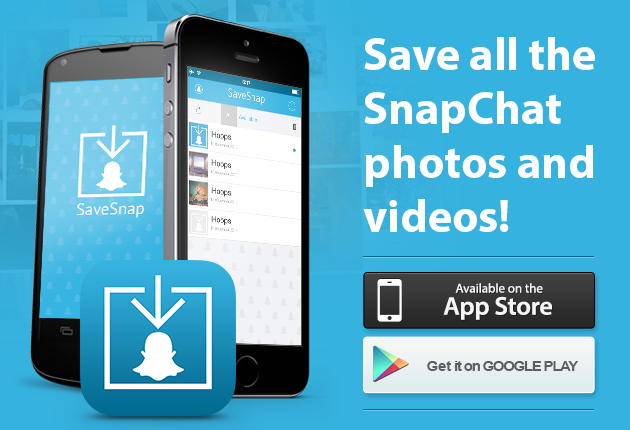 Save all the
SnapChat
photos and
videos!
Available on the
App Store
Get it on GOOGLE PLAY
SaveSnap
SaveSnap
Hoops
Hoops
Hoops
Hoops